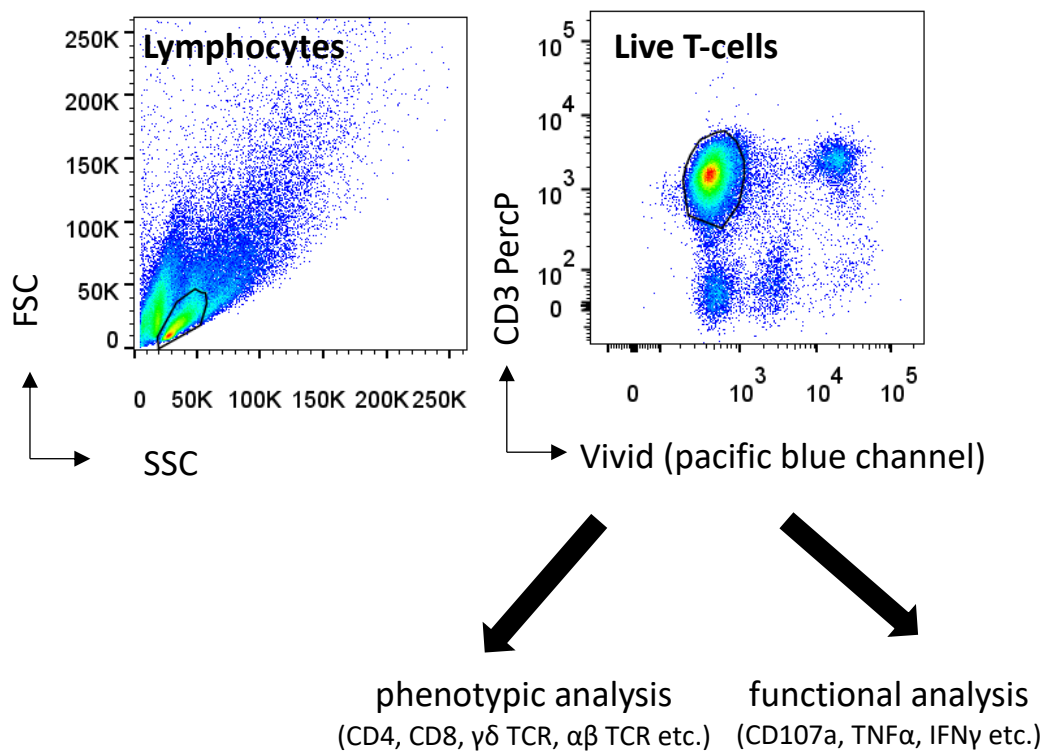 Lymphocytes
250K
200K
150K
100K
50K
0
FSC
0 50K 100K 150K 200K 250K
SSC
Live T-cells
10^5
10^4
10^3
10^2
0
CD3 PercP
0 10^3 10^4 10^5
Vivid (pacific blue channel)
phenotypic analysis
(CD4, CD8, γδ TCR, αβ TCR etc.)
functional analysis
(CD107a, TNFα, IFNγ etc.)